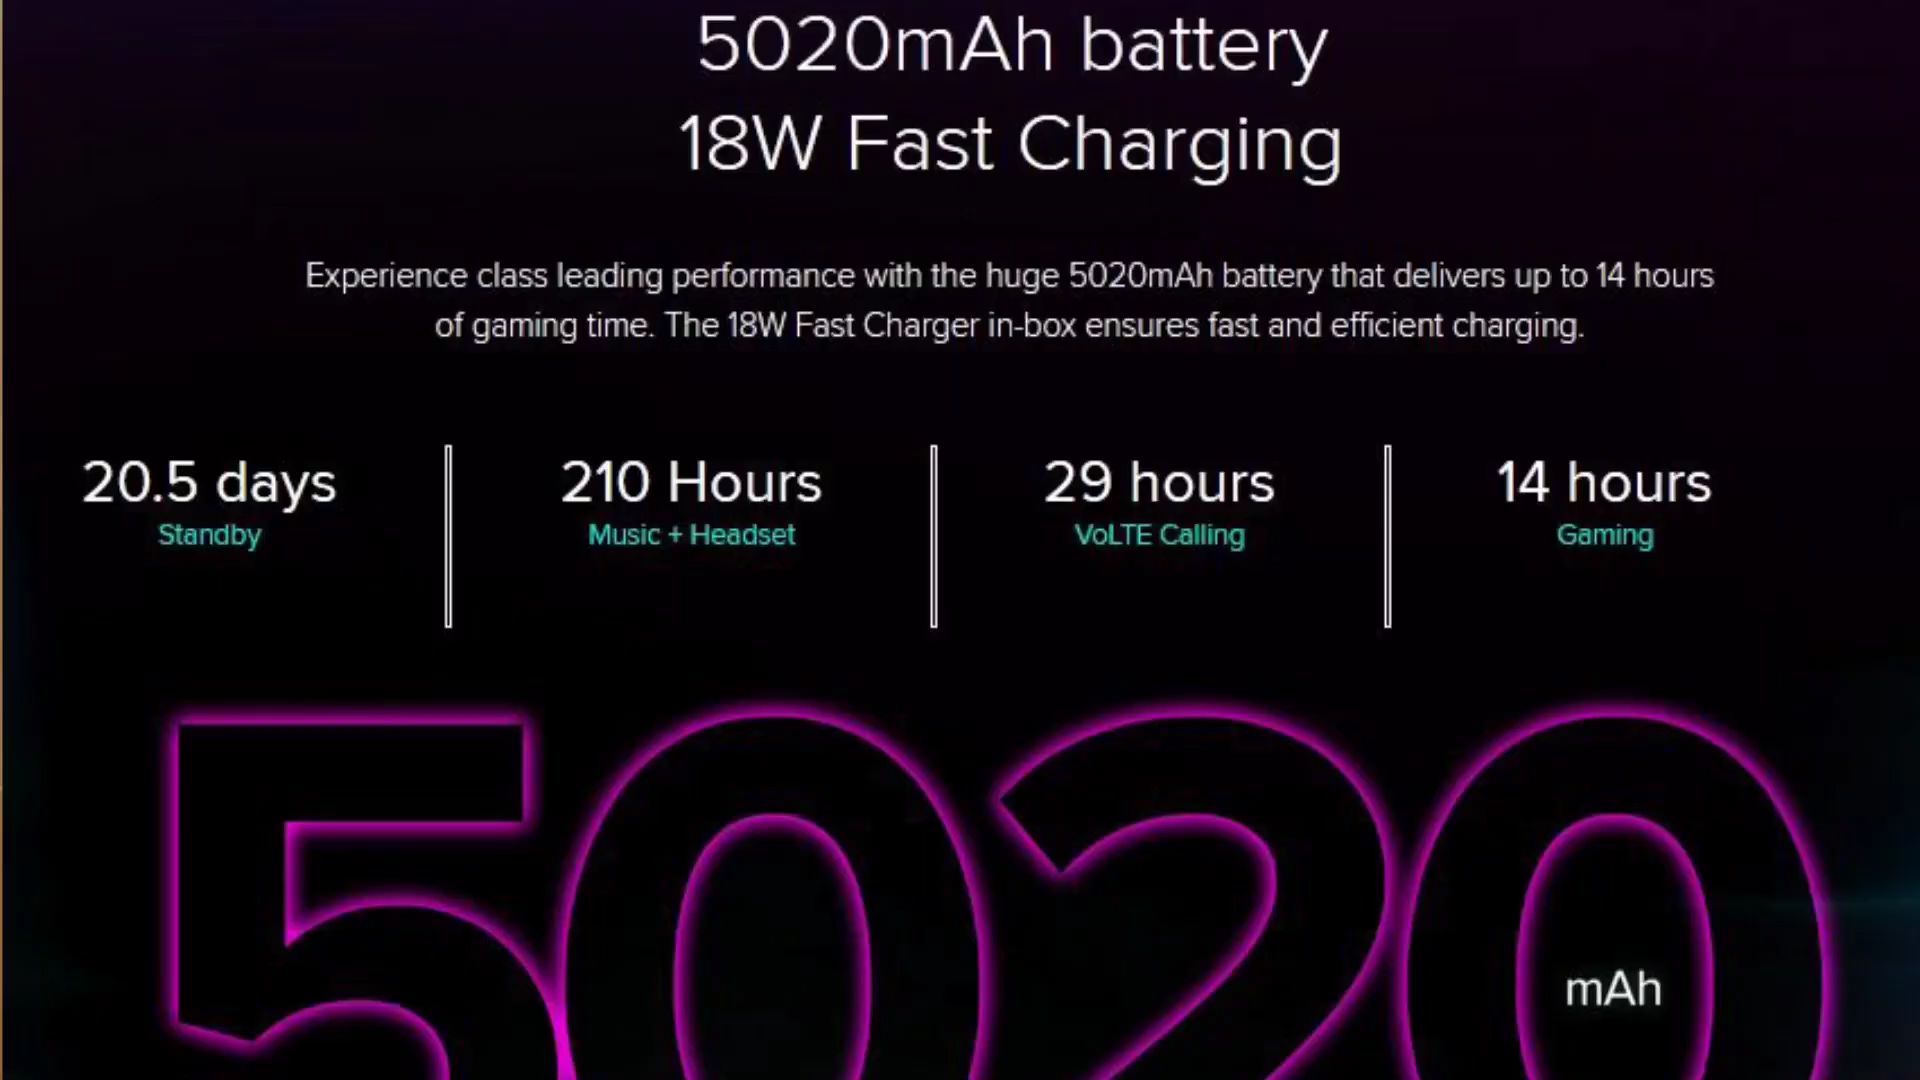 5020mAh battery
18W Fast Charging
Experience class leading performance with the huge 5020mAh battery that delivers up to 14 hours
of gaming time. The 18W Fast Charger in-box ensures fast and efficient charging.
20.5 days
Standby
210 Hours
Music + Headset
29 hours
VoLTE Calling
14 hours
Gaming
5020
mAh